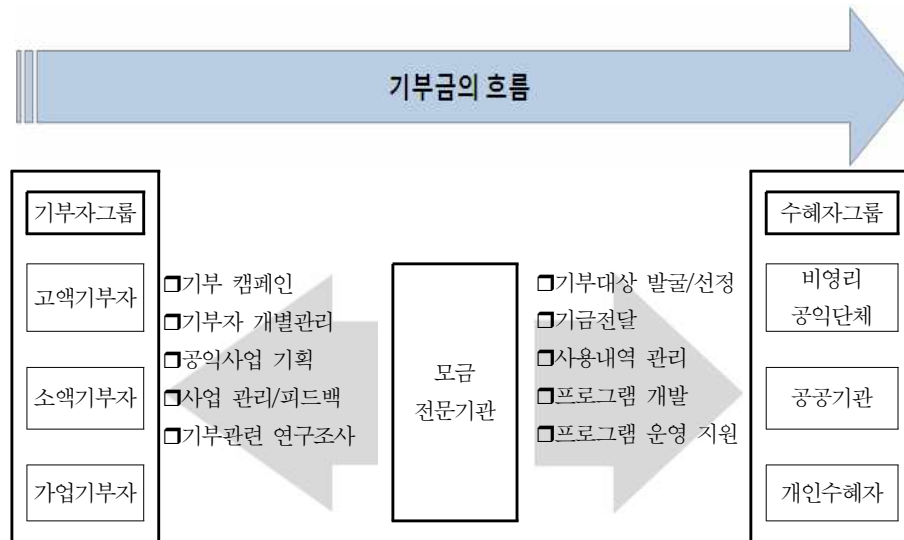 기부금의 흐름
기부자그룹
고액기부자
소액기부자
가업기부자
❒기부 캠페인
❒기부자 개별관리
❒공익사업 기획
❒사업 관리/피드백
❒기부관련 연구조사
모금
전문기관
❒기부대상 발굴/선정
❒기금전달
❒사용내역 관리
❒프로그램 개발
❒프로그램 운영 지원
수혜자그룹
비영리
공익단체
공공기관
개인수혜자